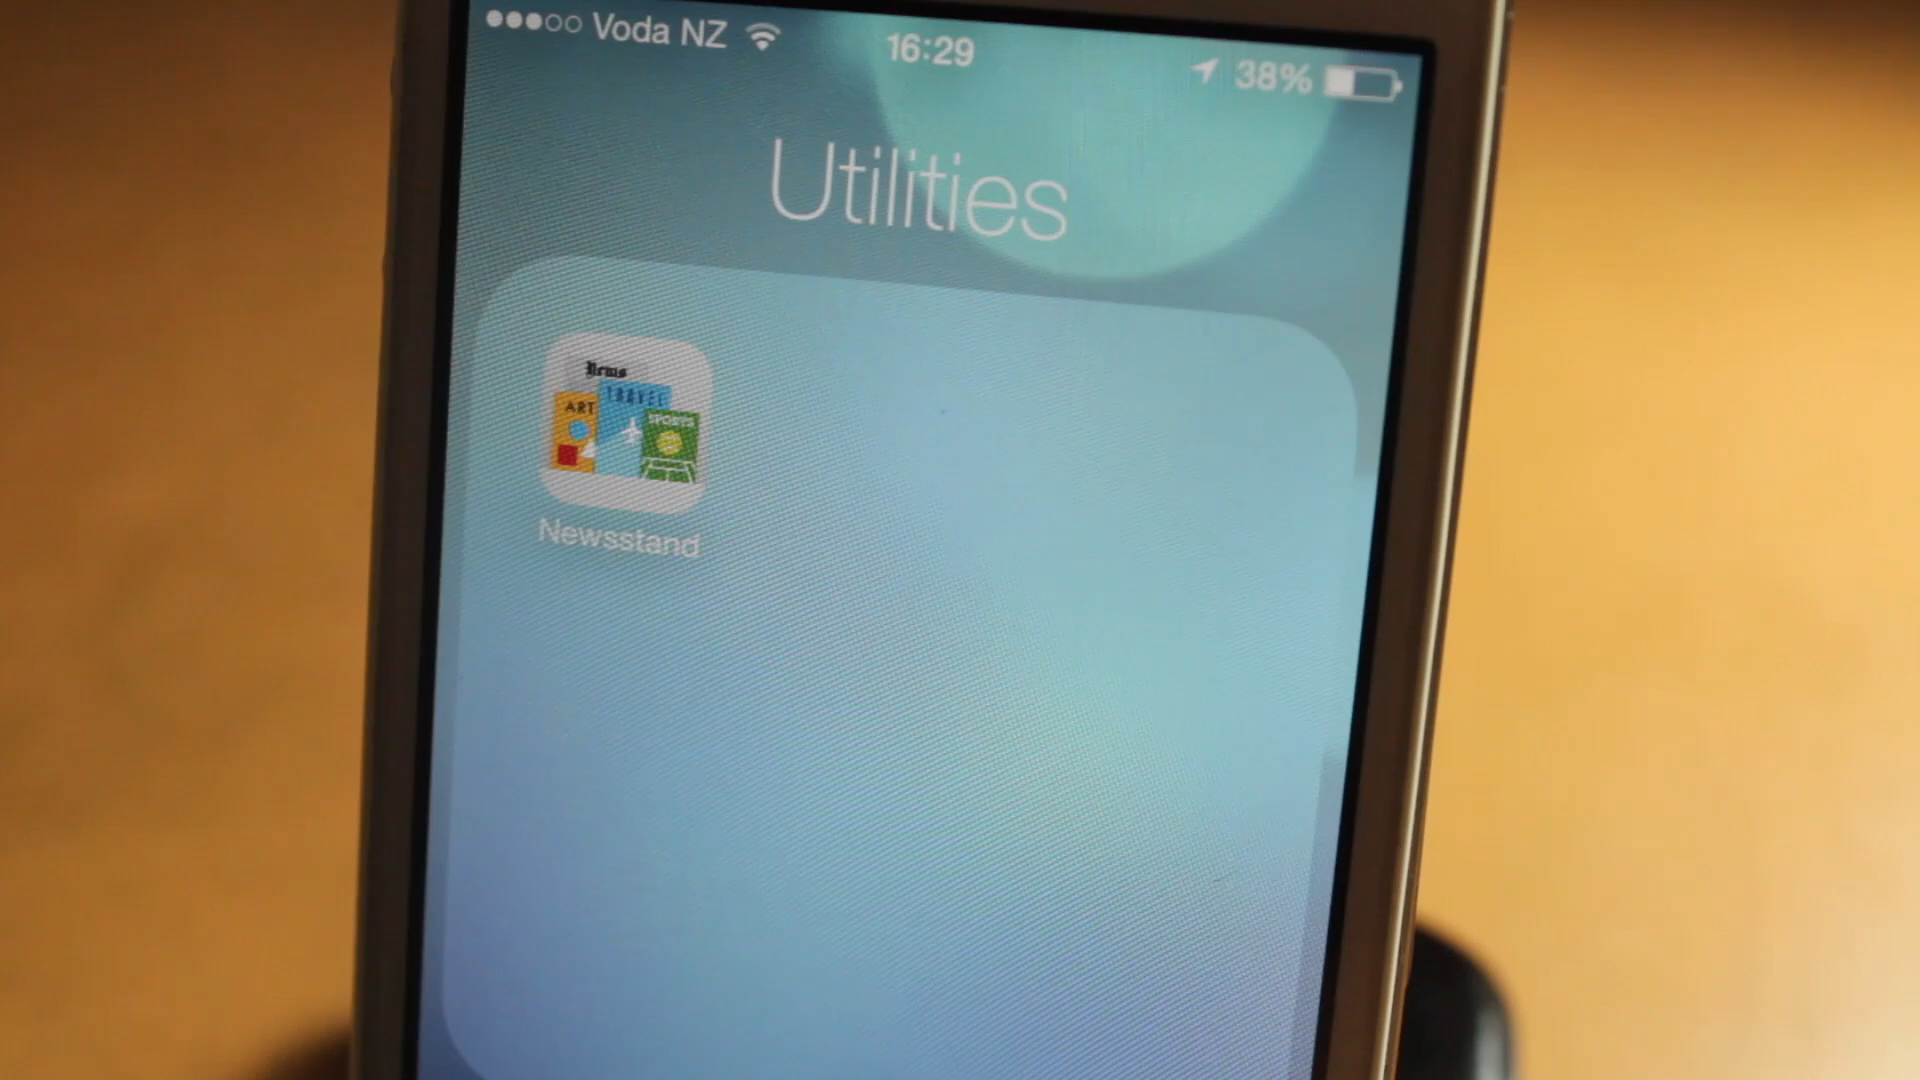 Voda NZ 16:29 38%
Utilities
News
TRAVEL
ART
SPORTS
Newsstand